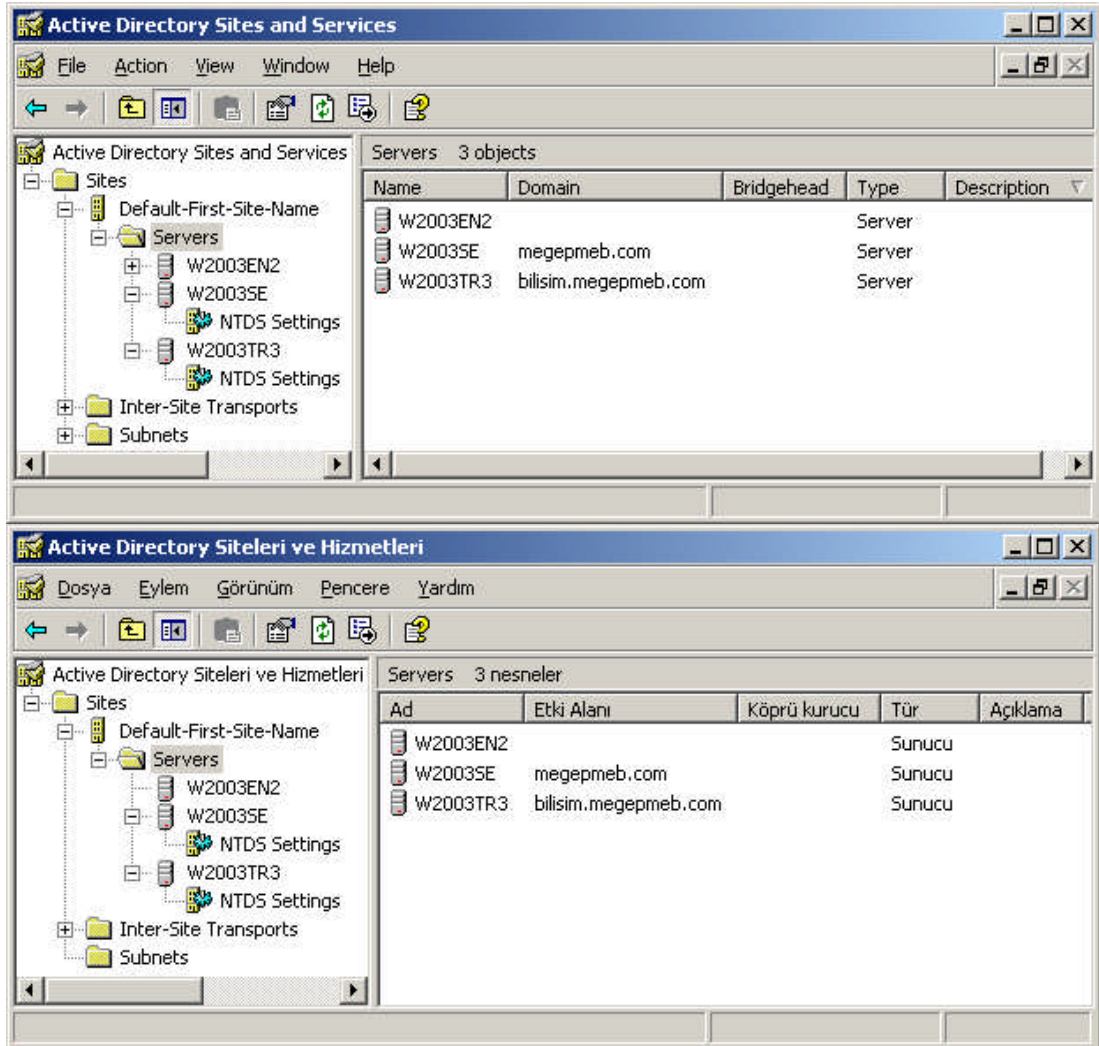 Active Directory Sites and Services
File Action View Window Help
Active Directory Sites and Services
Servers 3 objects
Sites
Name Domain Bridgehead Type Description
Default-First-Site-Name
W2003EN2 Server
Servers
W2003SE megepmeb.com Server
W2003EN2
W2003TR3 bilisim.megepmeb.com Server
W2003SE
NTDS Settings
W2003TR3
NTDS Settings
Inter-Site Transports
Subnets
Active Directory Siteleri ve Hizmetleri
Dosya Eylem Görünüm Pencere Yardım
Active Directory Siteleri ve Hizmetleri
Servers 3 nesneler
Sites
Ad Etki Alanı Köprü kurucu Tür Açıklama
Default-First-Site-Name
W2003EN2 Sunucu
Servers
W2003SE megepmeb.com Sunucu
W2003EN2
W2003TR3 bilisim.megepmeb.com Sunucu
W2003SE
NTDS Settings
W2003TR3
NTDS Settings
Inter-Site Transports
Subnets